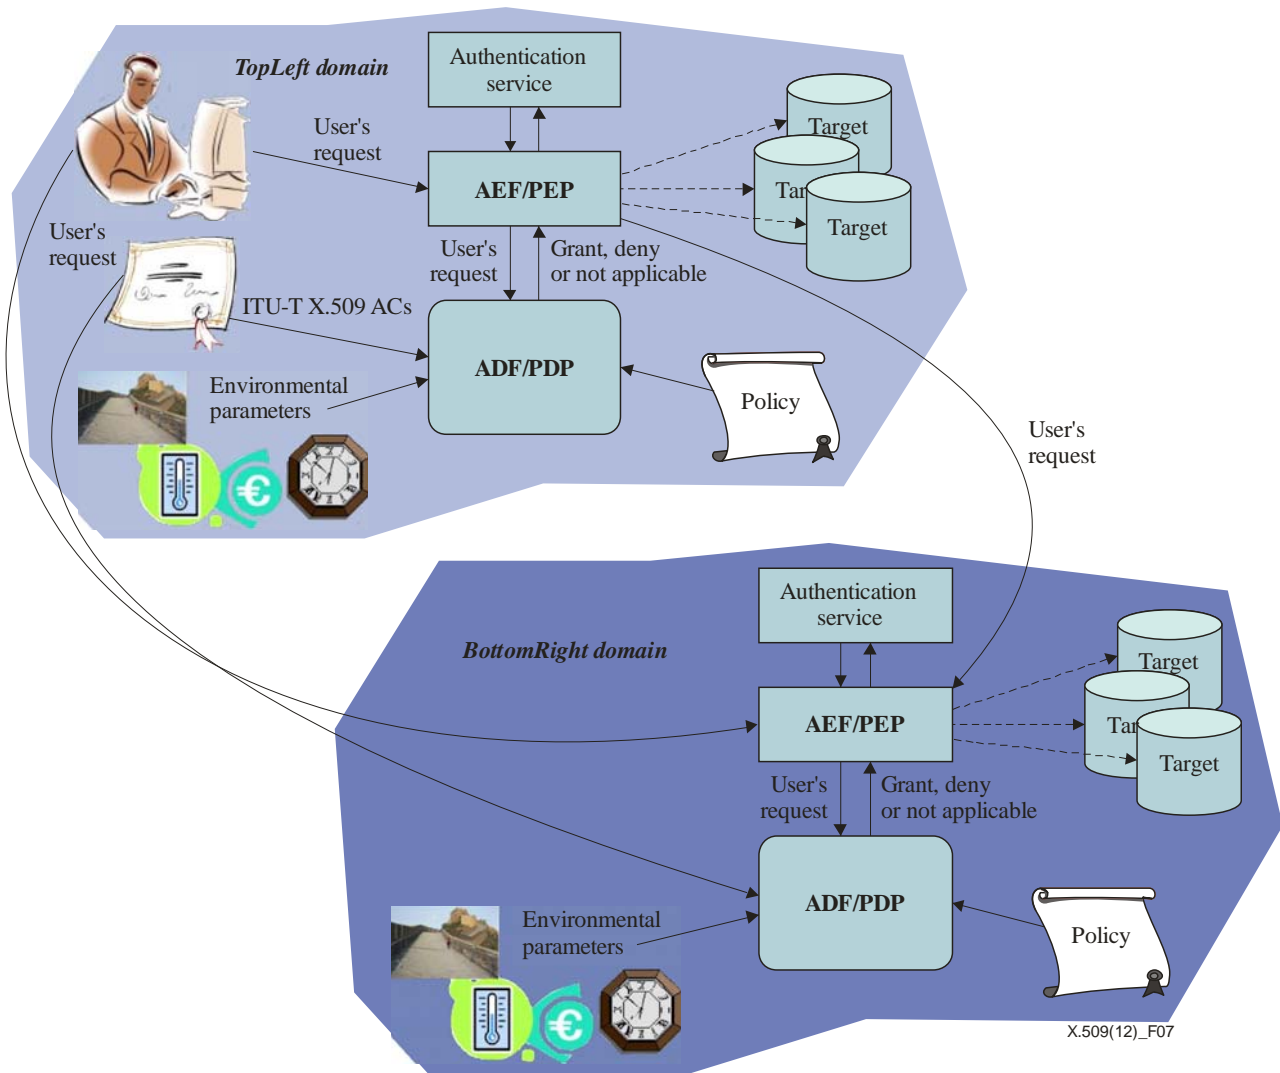 TopLeft domain
Authentication
service
Target
User's
request
AEF/PEP
Tar
Target
User's
request
User's
request
Grant, deny
or not applicable
ITU-T X.509 ACs
ADF/PDP
Environmental
parameters
Policy
User's
request
Authentication
service
BottomRight domain
Target
AEF/PEP
Tar
Target
User's
request
Grant, deny
or not applicable
ADF/PDP
Environmental
parameters
Policy
X.509(12)_F07